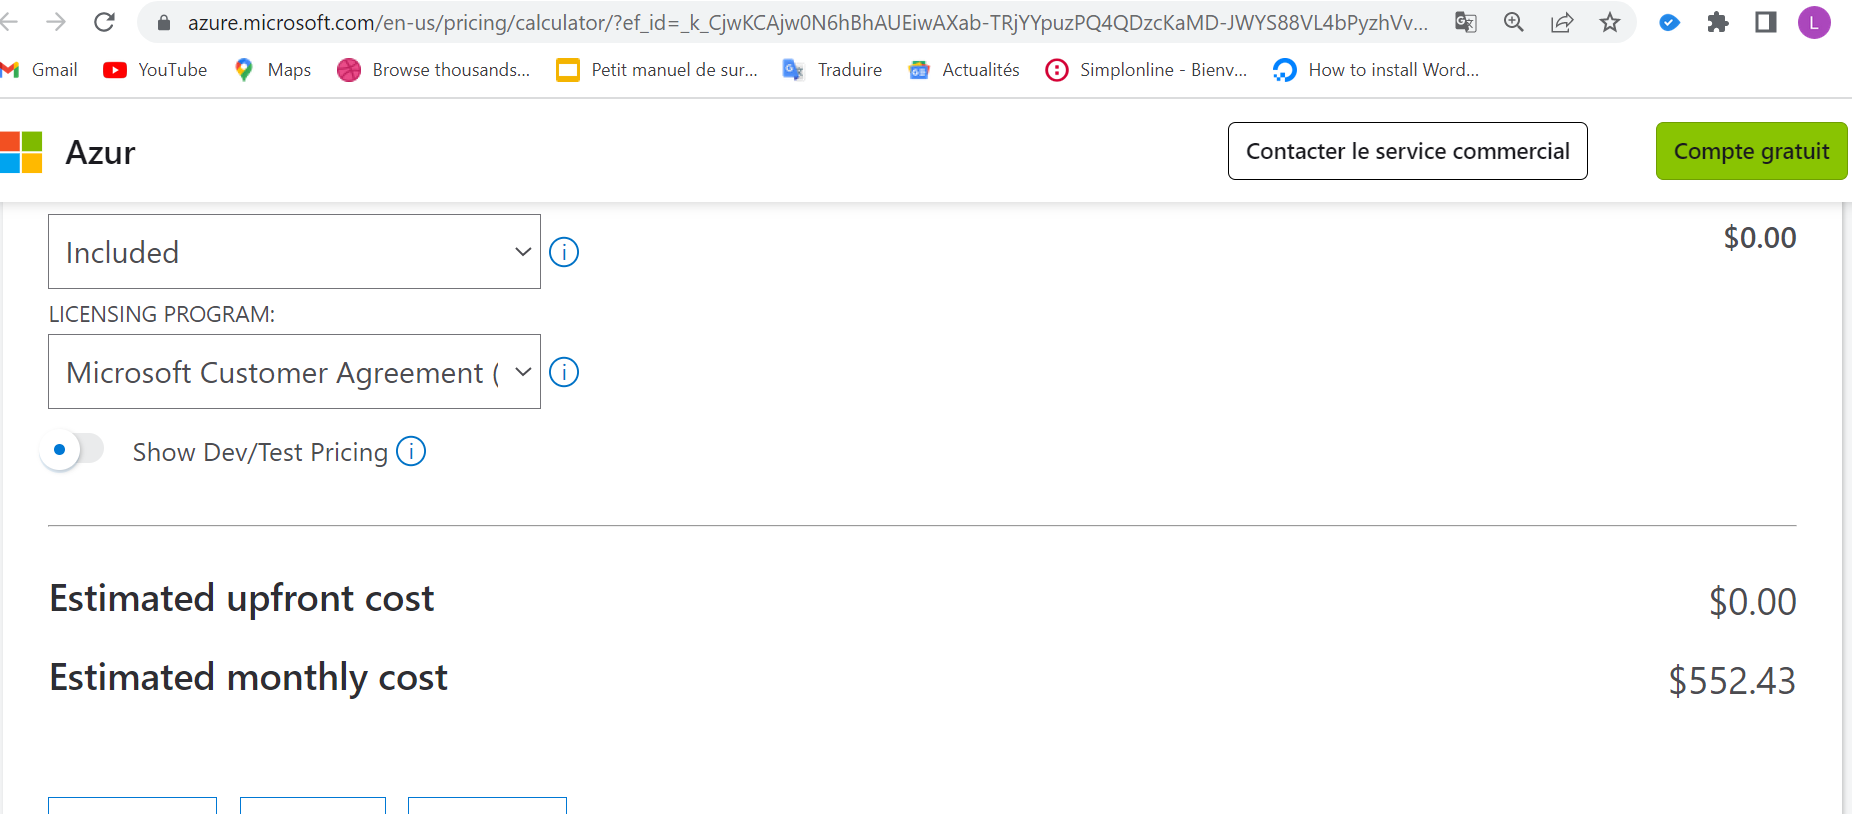 azure.microsoft.com/en-us/pricing/calculator/?ef_id=_k_CjwKCAjw0N6hBhAUEiwAXab-TRjYYpuzPQ4QDzcKaMD-JWYS88VL4bPyzhVv...
L
Gmail YouTube Maps Browse thousands... Petit manuel de sur... Traduire Actualités Simplonline - Bienv... How to install Word...
Azur Contacter le service commercial Compte gratuit
Included $0.00
LICENSING PROGRAM:
Microsoft Customer Agreement (
Show Dev/Test Pricing
Estimated upfront cost $0.00
Estimated monthly cost $552.43